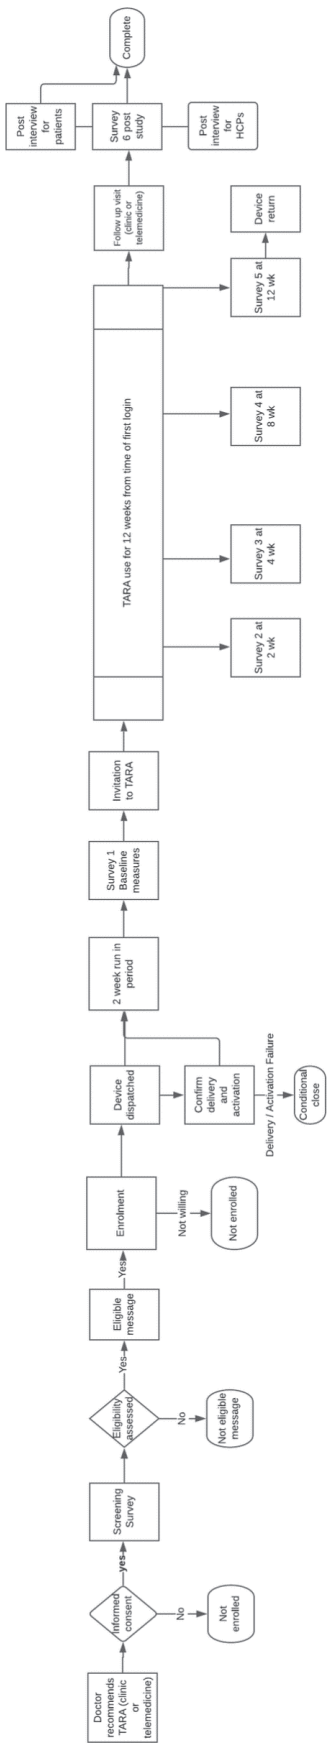 Doctor
recommends
TARA (clinic
or
telemedicine)
Informed
consent
No
Not
enrolled
yes
Screening
Survey
Eligibility
assessed
No
Not eligible
message
Yes
Eligible
message
Yes
Enrolment
Not willing
Not enrolled
Device
dispatched
Confirm
delivery
and
activation
Delivery / Activation Failure
Conditional
close
2 week run in
period
Survey 1
Baseline
measures
Invitation
to TARA
TARA use for 12 weeks from time of first login
Survey 2 at
2 wk
Survey 3 at
4 wk
Survey 4 at
8 wk
Survey 5 at
12 wk
Device
return
Follow up visit
(clinic or
telemedicine)
Post
interview
for
patients
Survey
6 post
study
Post
interview
for
HCPs
Complete